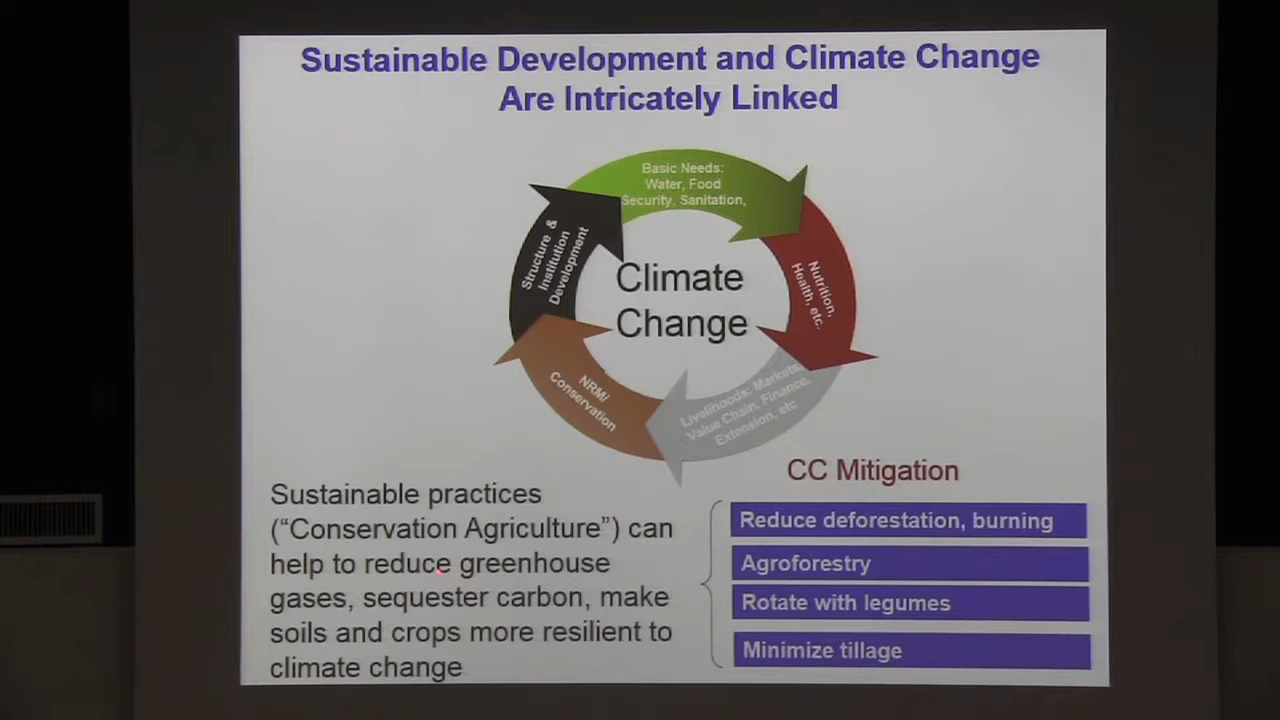 Sustainable Development and Climate Change
Are Intricately Linked
Basic Needs:
Water, Food
Security, Sanitation,
Nutrition,
Health, etc.
Livelihoods: Markets,
Value Chain, Finance,
Extension, etc
NRM/
Conservation
Structure &
Institution
Development
Climate
Change
Sustainable practices
(“Conservation Agriculture”) can
help to reduce greenhouse
gases, sequester carbon, make
soils and crops more resilient to
climate change
CC Mitigation
Reduce deforestation, burning
Agroforestry
Rotate with legumes
Minimize tillage